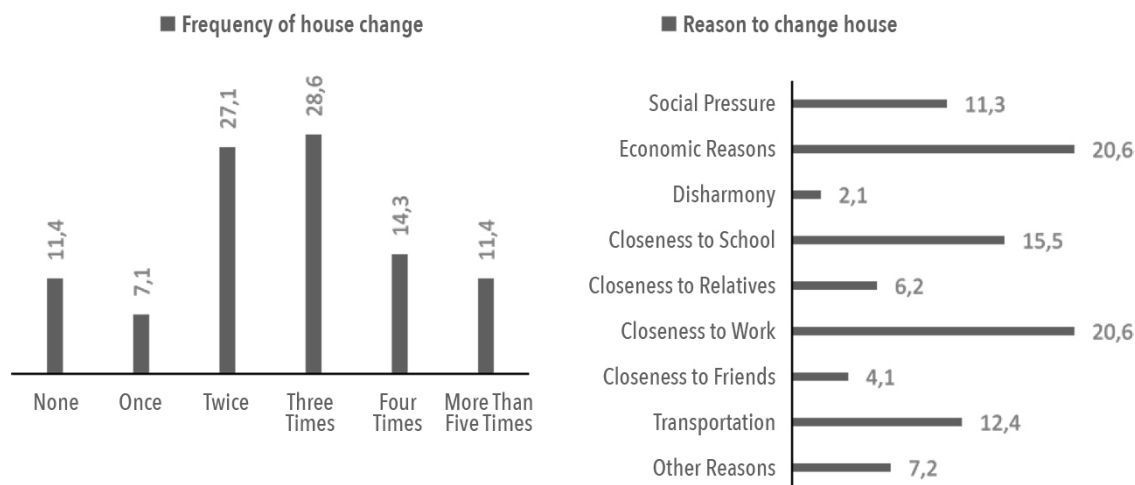 Frequency of house change
11,4
7,1
27,1
28,6
14,3
11,4
None
Once
Twice
Three
Times
Four
Times
More Than
Five Times
Reason to change house
Social Pressure 11,3
Economic Reasons 20,6
Disharmony 2,1
Closeness to School 15,5
Closeness to Relatives 6,2
Closeness to Work 20,6
Closeness to Friends 4,1
Transportation 12,4
Other Reasons 7,2